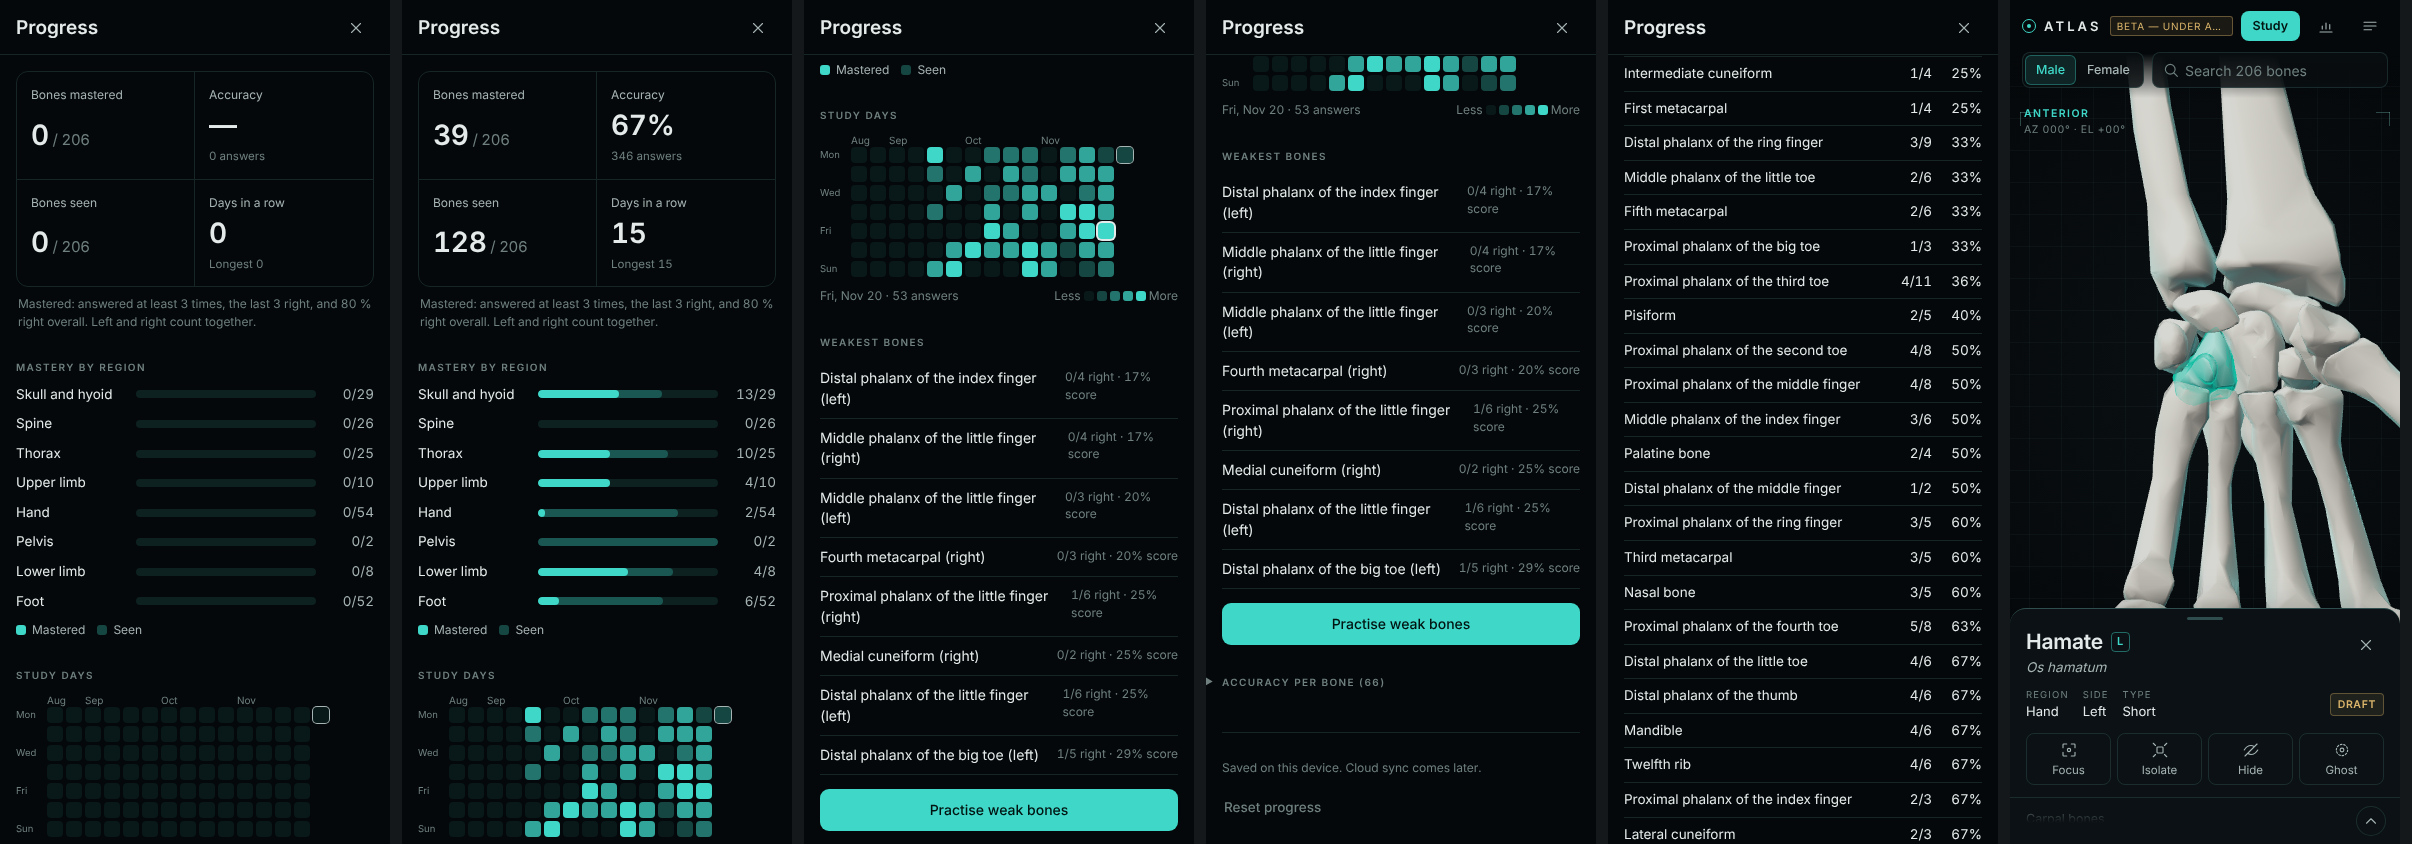 Progress
Bones mastered
0 / 206
Accuracy
—
0 answers
Bones seen
0 / 206
Days in a row
0
Longest 0
Mastered: answered at least 3 times, the last 3 right, and 80 %
right overall. Left and right count together.
MASTERY BY REGION
Skull and hyoid 0/29
Spine 0/26
Thorax 0/25
Upper limb 0/10
Hand 0/54
Pelvis 0/2
Lower limb 0/8
Foot 0/52
Mastered Seen
STUDY DAYS
Aug Sep Oct Nov
Mon
Wed
Fri
Sun
Progress
Bones mastered
39 / 206
Accuracy
67%
346 answers
Bones seen
128 / 206
Days in a row
15
Longest 15
Mastered: answered at least 3 times, the last 3 right, and 80 %
right overall. Left and right count together.
MASTERY BY REGION
Skull and hyoid 13/29
Spine 0/26
Thorax 10/25
Upper limb 4/10
Hand 2/54
Pelvis 0/2
Lower limb 4/8
Foot 6/52
Mastered Seen
STUDY DAYS
Aug Sep Oct Nov
Mon
Wed
Fri
Sun
Progress
Mastered Seen
STUDY DAYS
Aug Sep Oct Nov
Mon
Wed
Fri
Sun
Fri, Nov 20 · 53 answers Less More
WEAKEST BONES
Distal phalanx of the index finger (left) 0/4 right · 17% score
Middle phalanx of the little finger (right) 0/4 right · 17% score
Middle phalanx of the little finger (left) 0/3 right · 20% score
Fourth metacarpal (right) 0/3 right · 20% score
Proximal phalanx of the little finger (right) 1/6 right · 25% score
Medial cuneiform (right) 0/2 right · 25% score
Distal phalanx of the little finger (left) 1/6 right · 25% score
Distal phalanx of the big toe (left) 1/5 right · 29% score
Practise weak bones
Progress
Sun
Fri, Nov 20 · 53 answers Less More
WEAKEST BONES
Distal phalanx of the index finger (left) 0/4 right · 17% score
Middle phalanx of the little finger (right) 0/4 right · 17% score
Middle phalanx of the little finger (left) 0/3 right · 20% score
Fourth metacarpal (right) 0/3 right · 20% score
Proximal phalanx of the little finger (right) 1/6 right · 25% score
Medial cuneiform (right) 0/2 right · 25% score
Distal phalanx of the little finger (left) 1/6 right · 25% score
Distal phalanx of the big toe (left) 1/5 right · 29% score
Practise weak bones
ACCURACY PER BONE (66)
Saved on this device. Cloud sync comes later.
Reset progress
Progress
Intermediate cuneiform 1/4 25%
First metacarpal 1/4 25%
Distal phalanx of the ring finger 3/9 33%
Middle phalanx of the little toe 2/6 33%
Fifth metacarpal 2/6 33%
Proximal phalanx of the big toe 1/3 33%
Proximal phalanx of the third toe 4/11 36%
Pisiform 2/5 40%
Proximal phalanx of the second toe 4/8 50%
Proximal phalanx of the middle finger 4/8 50%
Middle phalanx of the index finger 3/6 50%
Palatine bone 2/4 50%
Distal phalanx of the middle finger 1/2 50%
Proximal phalanx of the ring finger 3/5 60%
Third metacarpal 3/5 60%
Nasal bone 3/5 60%
Proximal phalanx of the fourth toe 5/8 63%
Distal phalanx of the little toe 4/6 67%
Distal phalanx of the thumb 4/6 67%
Mandible 4/6 67%
Twelfth rib 4/6 67%
Proximal phalanx of the index finger 2/3 67%
Lateral cuneiform 2/3 67%
ATLAS BETA — UNDER A... Study
Male Female Search 206 bones
ANTERIOR
AZ 000° · EL +00°
Hamate L
Os hamatum
REGION SIDE TYPE
Hand Left Short
DRAFT
Focus Isolate Hide Ghost
Carpal bones